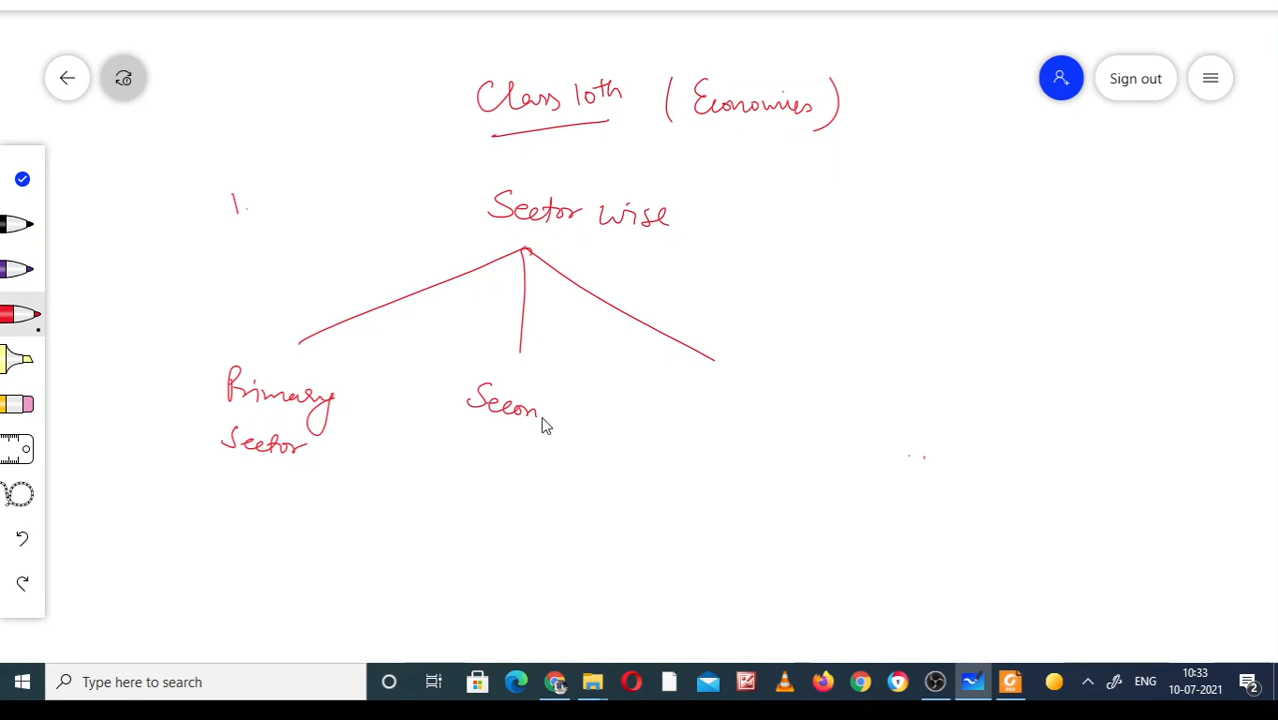 Sign out
Class 10th (Economics)
1.
Sector wise
Primary
Sector
Secon
Type here to search
ENG
10:33
10-07-2021
2